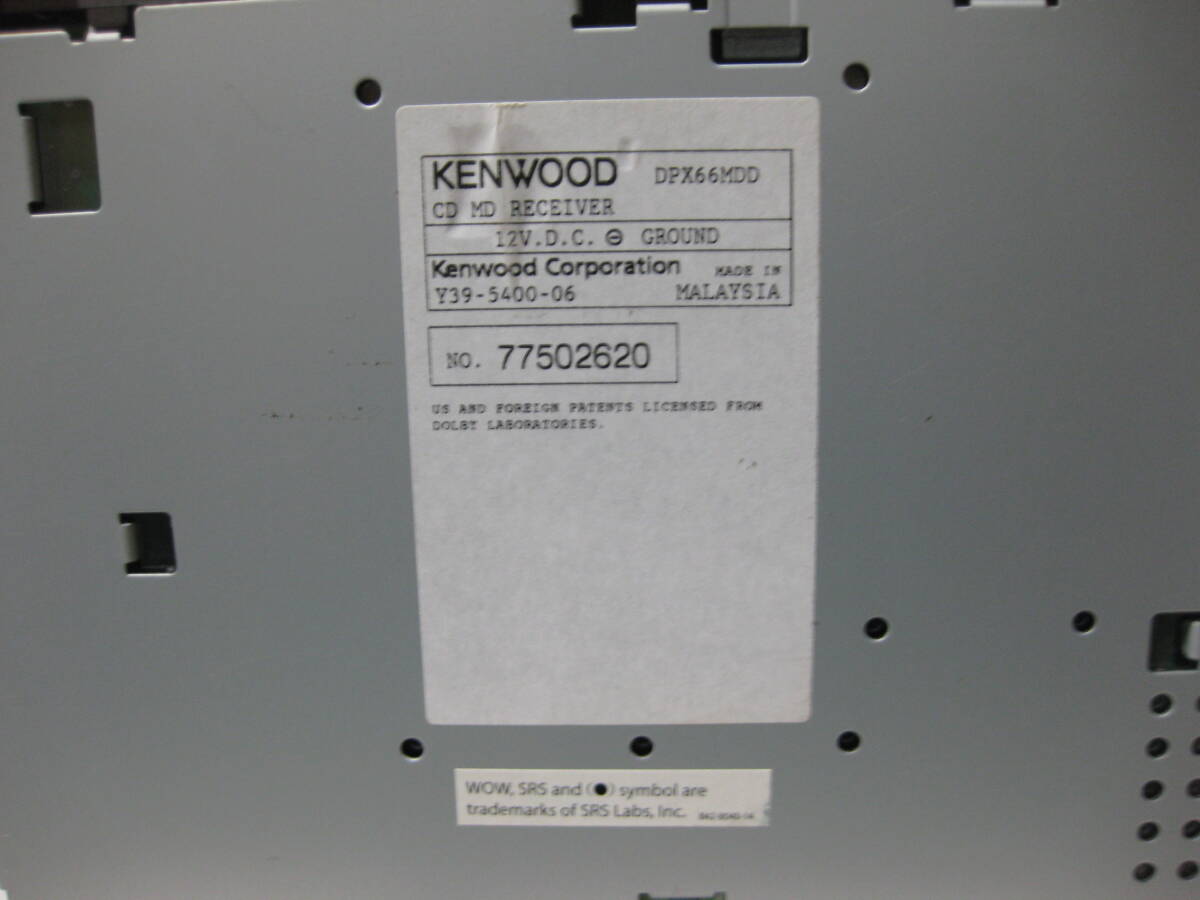 KENWOOD DPX66MDD
CD MD RECEIVER
12V.D.C. ⊖ GROUND
Kenwood Corporation MADE IN
Y39-5400-06 MALAYSIA
NO. 77502620
US AND FOREIGN PATENTS LICENSED FROM
DOLBY LABORATORIES.
WOW, SRS and (●) symbol are
trademarks of SRS Labs, Inc.